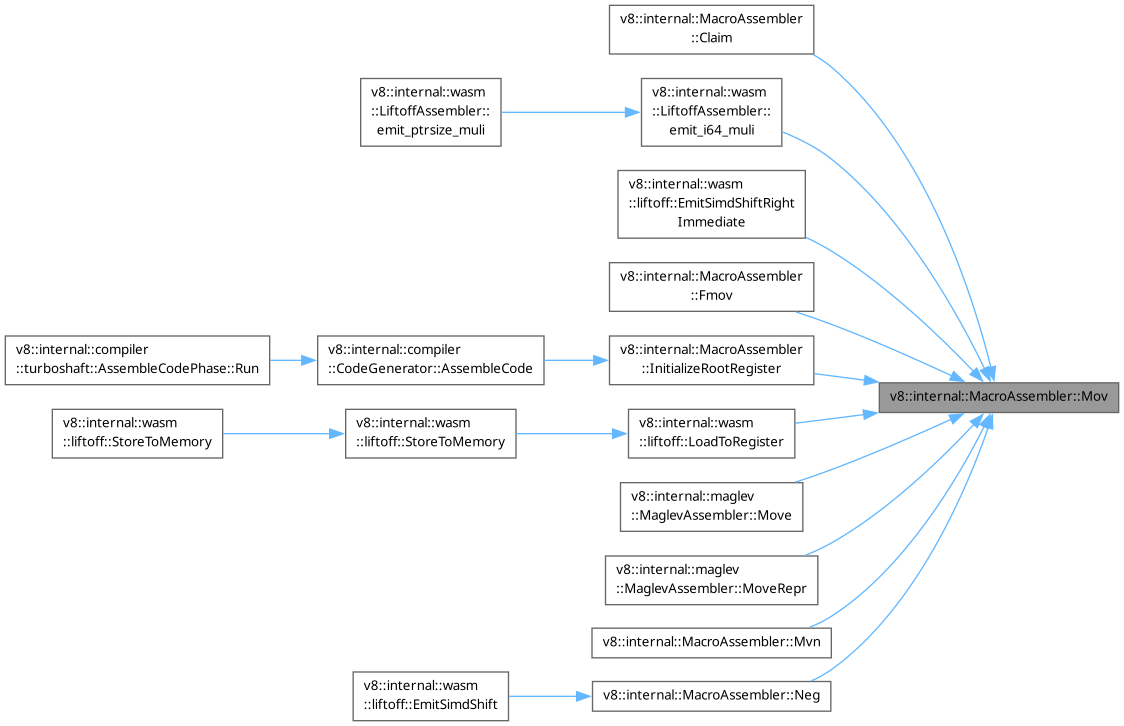 v8::internal::MacroAssembler
::Claim
v8::internal::wasm
::LiftoffAssembler::
emit_ptrsize_muli
v8::internal::wasm
::LiftoffAssembler::
emit_i64_muli
v8::internal::wasm
::liftoff::EmitSimdShiftRight
Immediate
v8::internal::MacroAssembler
::Fmov
v8::internal::compiler
::turboshaft::AssembleCodePhase::Run
v8::internal::compiler
::CodeGenerator::AssembleCode
v8::internal::MacroAssembler
::InitializeRootRegister
v8::internal::MacroAssembler::Mov
v8::internal::wasm
::liftoff::StoreToMemory
v8::internal::wasm
::liftoff::StoreToMemory
v8::internal::wasm
::liftoff::LoadToRegister
v8::internal::maglev
::MaglevAssembler::Move
v8::internal::maglev
::MaglevAssembler::MoveRepr
v8::internal::MacroAssembler::Mvn
v8::internal::wasm
::liftoff::EmitSimdShift
v8::internal::MacroAssembler::Neg